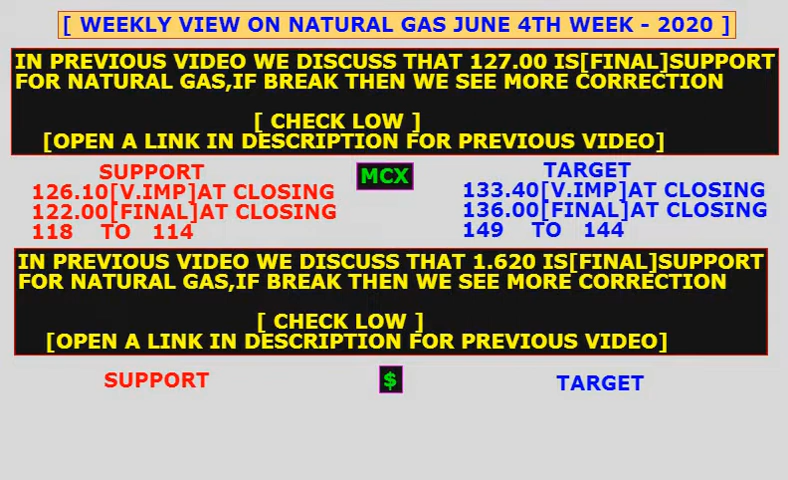 [ WEEKLY VIEW ON NATURAL GAS JUNE 4TH WEEK - 2020 ]
IN PREVIOUS VIDEO WE DISCUSS THAT 127.00 IS[FINAL]SUPPORT
FOR NATURAL GAS,IF BREAK THEN WE SEE MORE CORRECTION
[ CHECK LOW ]
[OPEN A LINK IN DESCRIPTION FOR PREVIOUS VIDEO]
SUPPORT MCX TARGET
126.10[V.IMP]AT CLOSING 133.40[V.IMP]AT CLOSING
122.00[FINAL]AT CLOSING 136.00[FINAL]AT CLOSING
118 TO 114 149 TO 144
IN PREVIOUS VIDEO WE DISCUSS THAT 1.620 IS[FINAL]SUPPORT
FOR NATURAL GAS,IF BREAK THEN WE SEE MORE CORRECTION
[ CHECK LOW ]
[OPEN A LINK IN DESCRIPTION FOR PREVIOUS VIDEO]
SUPPORT $ TARGET